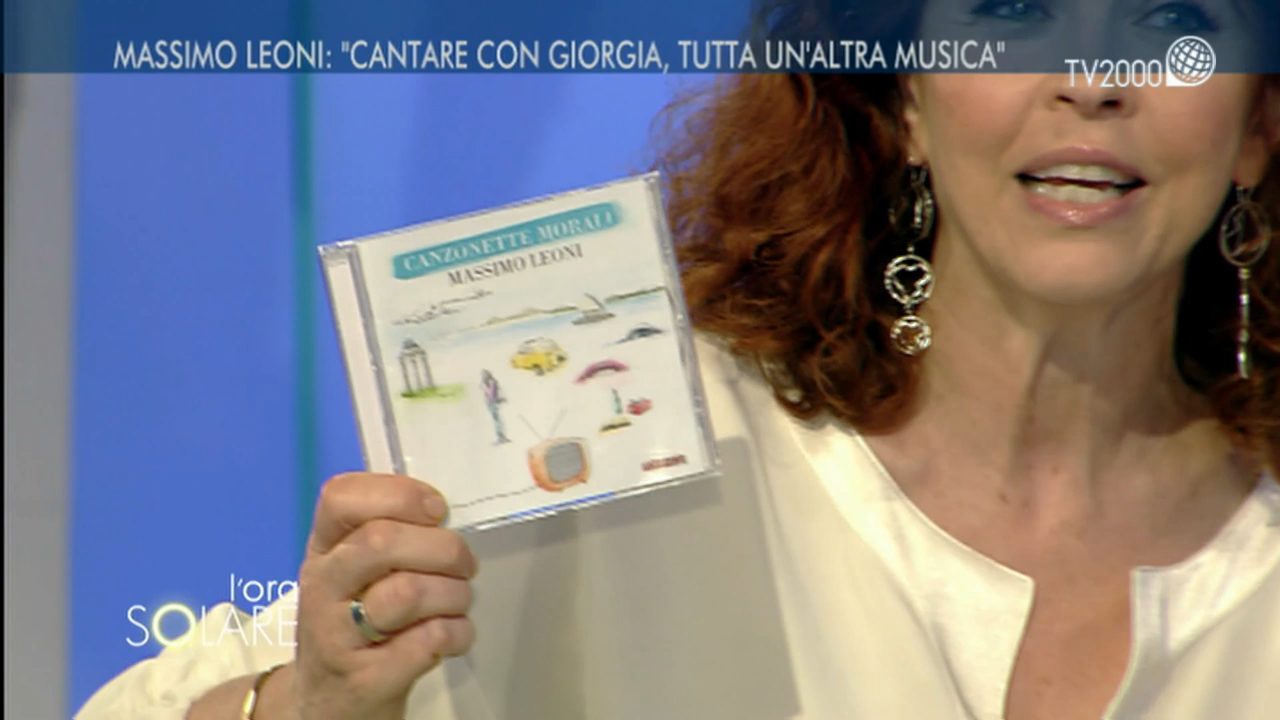 MASSIMO LEONI: "CANTARE CON GIORGIA, TUTTA UN'ALTRA MUSICA"
TV2000
CANZONETTE MORALI
MASSIMO LEONI
l'ora
SOLARE